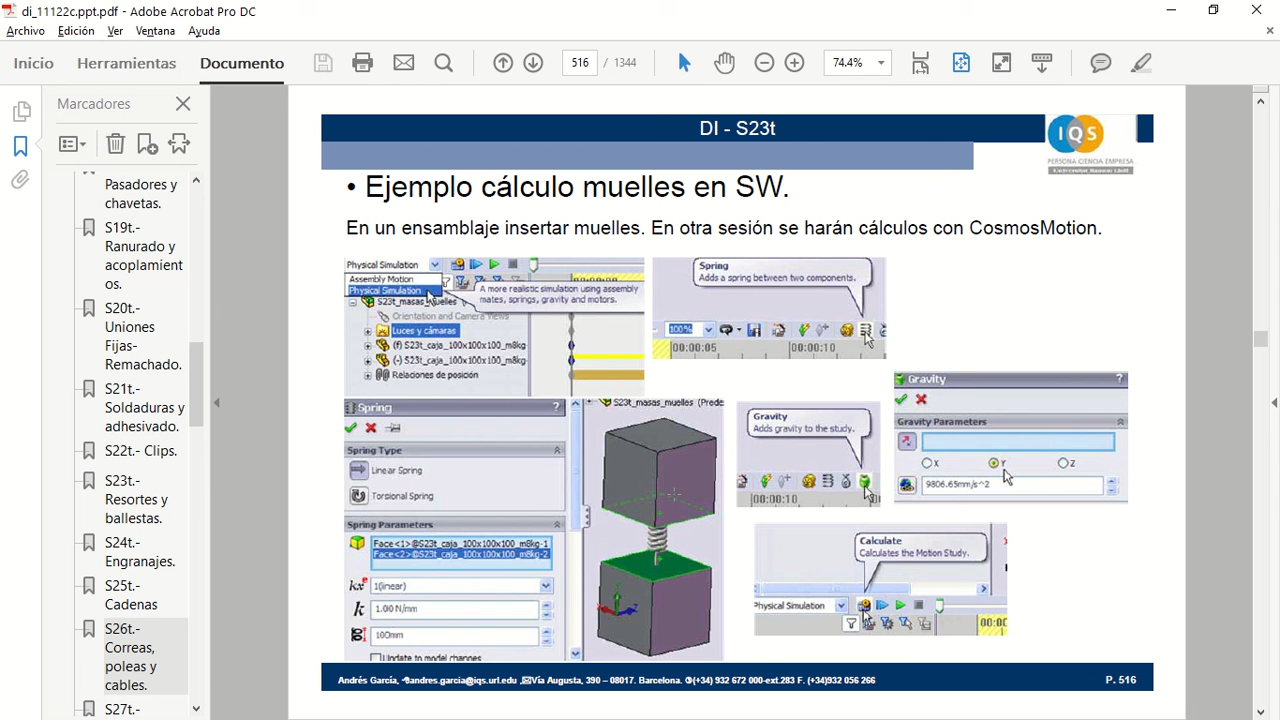 di_11122c.ppt.pdf - Adobe Acrobat Pro DC
Archivo Edición Ver Ventana Ayuda
Inicio Herramientas Documento
516 / 1344
74.4%
Marcadores
Pasadores y
chavetas.
S19t.-
Ranurado y
acoplamient
os.
S20t.-
Uniones
Fijas-
Remachado.
S21t.-
Soldaduras y
adhesivado.
S22t.- Clips.
S23t.-
Resortes y
ballestas.
S24t.-
Engranajes.
S25t.-
Cadenas
S26t.-
Correas,
poleas y
cables.
S27t.-
DI - S23t
IQS
PERSONA CIENCIA EMPRESA
• Ejemplo cálculo muelles en SW.
En un ensamblaje insertar muelles. En otra sesión se harán cálculos con CosmosMotion.
Physical Simulation
Assembly Motion
Physical Simulation
A more realistic simulation using assembly
mates, springs, gravity and motors.
S23t_masas_muelles
Orientation and Camera Views
Luces y cámaras
(f) S23t_caja_100x100x100_m8kg-
(-) S23t_caja_100x100x100_m8kg-
Relaciones de posición
Spring
Adds a spring between two components.
100%
00:00:05 00:00:10
Spring ?
Spring Type
Linear Spring
Torsional Spring
Spring Parameters
Face<1>@S23t_caja_100x100x100_m8kg-1
Face<2>@S23t_caja_100x100x100_m8kg-2
kx^e 1(linear)
k 1.00 N/mm
100mm
Update to model changes
S23t_masas_muelles (Prede
Gravity
Adds gravity to the study.
00:00:10
Gravity ?
Gravity Parameters
X Y Z
9806.65mm/s^2
Calculate
Calculates the Motion Study.
Physical Simulation
00:00
Andrés García, andres.garcia@iqs.url.edu ,Vía Augusta, 390 – 08017. Barcelona. (+34) 932 672 000-ext.283 F. (+34)932 056 266
P. 516